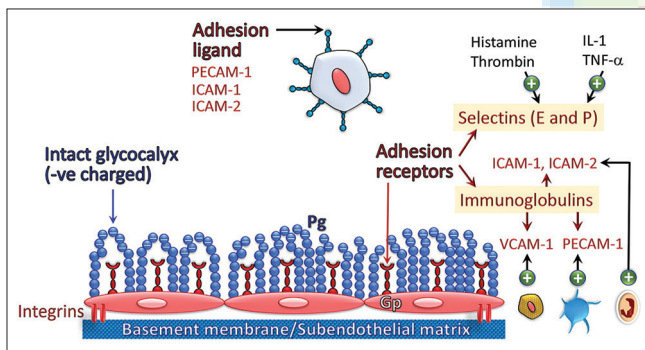 Adhesion
ligand
PECAM-1
ICAM-1
ICAM-2
Histamine
Thrombin
IL-1
TNF-α
+
+
Selectins (E and P)
Intact glycocalyx
(-ve charged)
Adhesion
receptors
ICAM-1, ICAM-2
Immunoglobulins
Pg
VCAM-1
PECAM-1
+
+
+
Integrins
Gp
Basement membrane/Subendothelial matrix